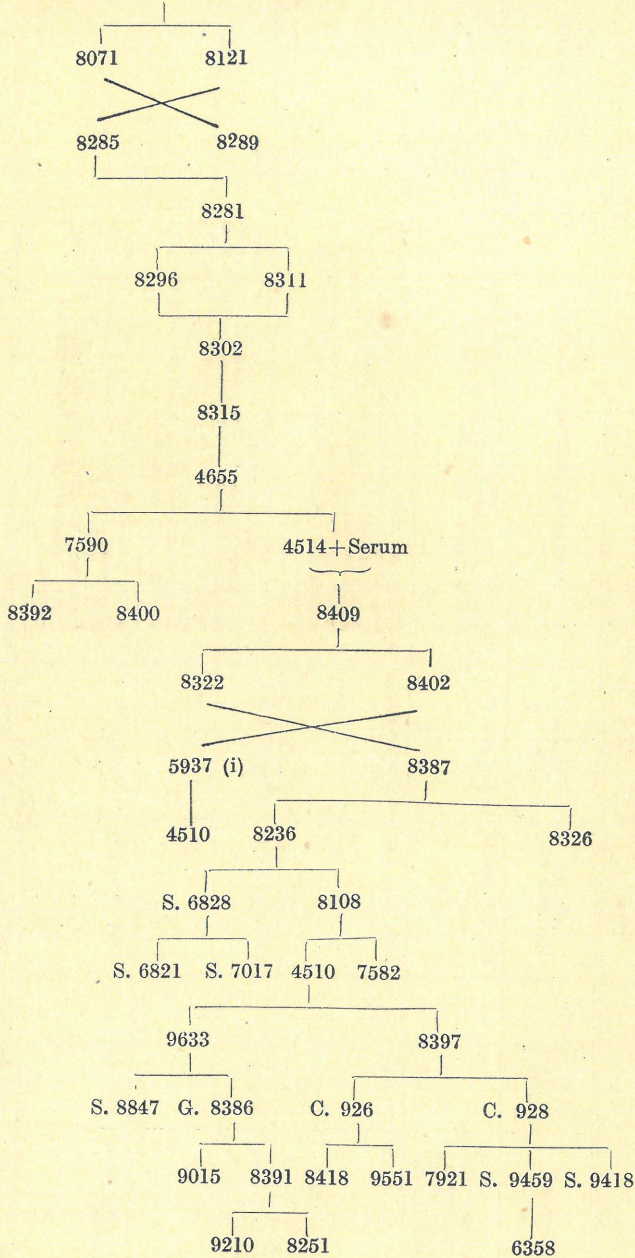 8071 8121
8285 8289
8281
8296 8311
8302
8315
4655
7590 4514+Serum
8392 8400 8409
8322 8402
5937 (i) 8387
4510 8236 8326
S. 6828 8108
S. 6821 S. 7017 4510 7582
9633 8397
S. 8847 G. 8386 C. 926 C. 928
9015 8391 8418 9551 7921 S. 9459 S. 9418
9210 8251 6358